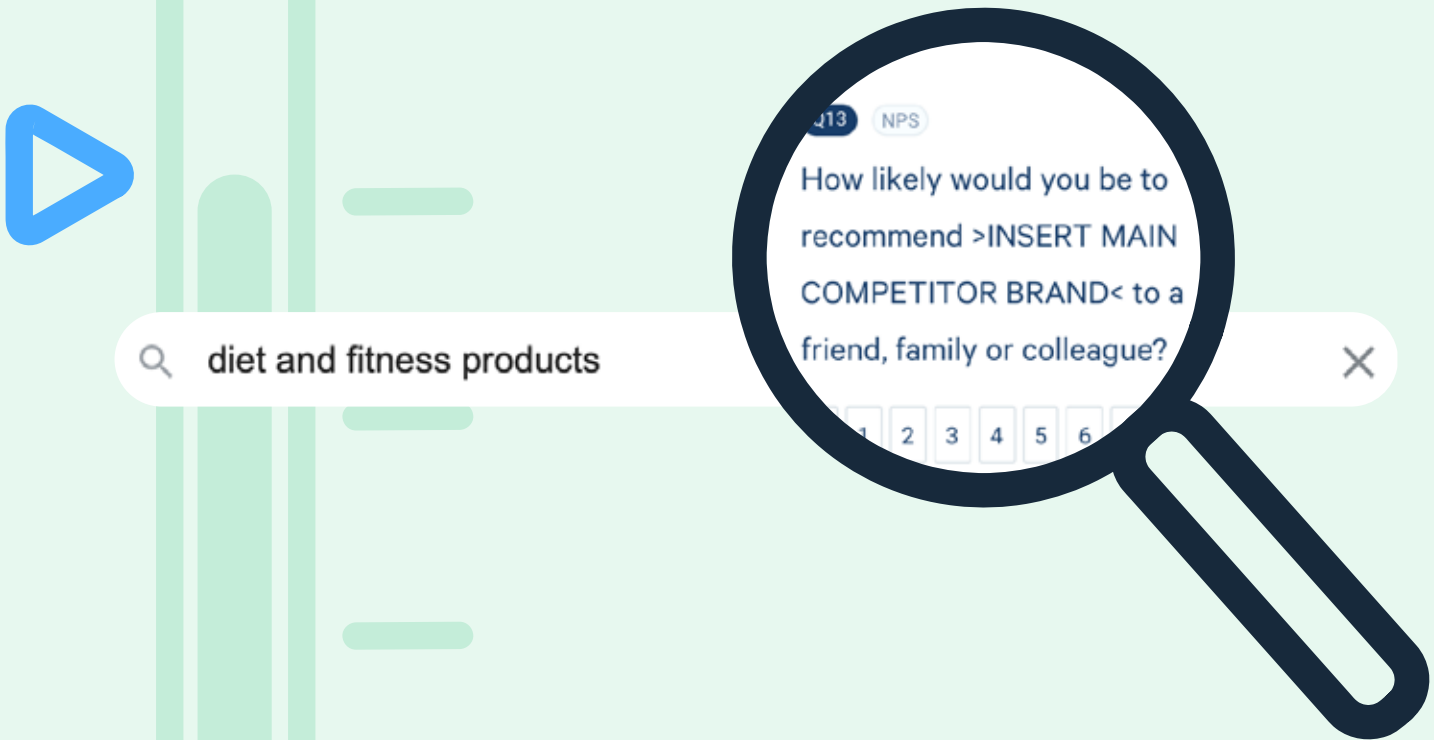 Q13 NPS
How likely would you be to
recommend >INSERT MAIN
COMPETITOR BRAND< to a
friend, family or colleague?
diet and fitness products
1 2 3 4 5 6